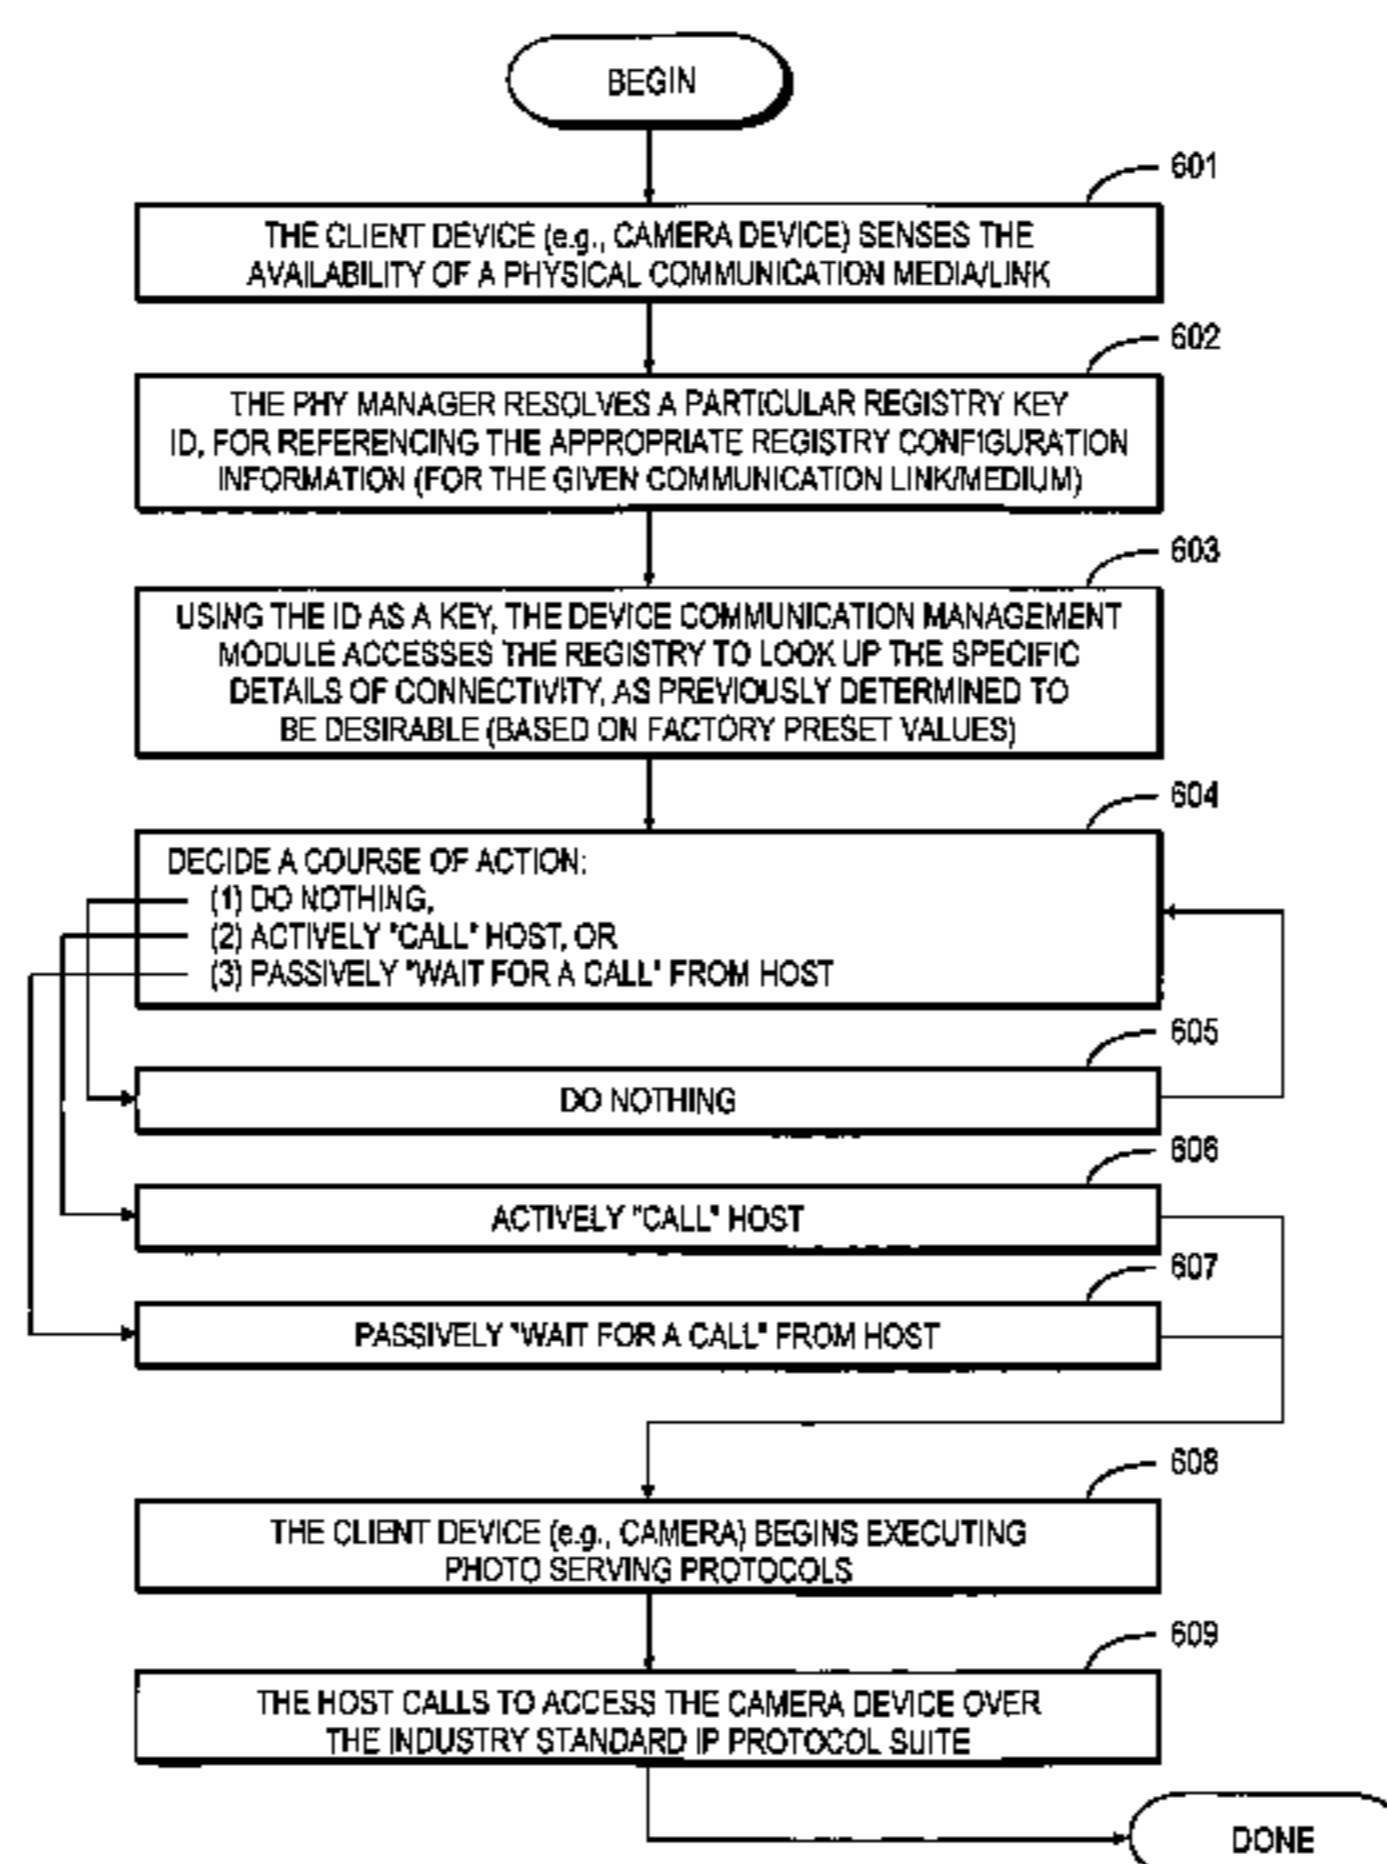 BEGIN
601
THE CLIENT DEVICE (e.g., CAMERA DEVICE) SENSES THE
AVAILABILITY OF A PHYSICAL COMMUNICATION MEDIA/LINK
602
THE PHY MANAGER RESOLVES A PARTICULAR REGISTRY KEY
ID, FOR REFERENCING THE APPROPRIATE REGISTRY CONFIGURATION
INFORMATION (FOR THE GIVEN COMMUNICATION LINK/MEDIUM)
603
USING THE ID AS A KEY, THE DEVICE COMMUNICATION MANAGEMENT
MODULE ACCESSES THE REGISTRY TO LOOK UP THE SPECIFIC
DETAILS OF CONNECTIVITY, AS PREVIOUSLY DETERMINED TO
BE DESIRABLE (BASED ON FACTORY PRESET VALUES)
604
DECIDE A COURSE OF ACTION:
(1) DO NOTHING,
(2) ACTIVELY "CALL" HOST, OR
(3) PASSIVELY "WAIT FOR A CALL" FROM HOST
605
DO NOTHING
606
ACTIVELY "CALL" HOST
607
PASSIVELY "WAIT FOR A CALL" FROM HOST
608
THE CLIENT DEVICE (e.g., CAMERA) BEGINS EXECUTING
PHOTO SERVING PROTOCOLS
609
THE HOST CALLS TO ACCESS THE CAMERA DEVICE OVER
THE INDUSTRY STANDARD IP PROTOCOL SUITE
DONE